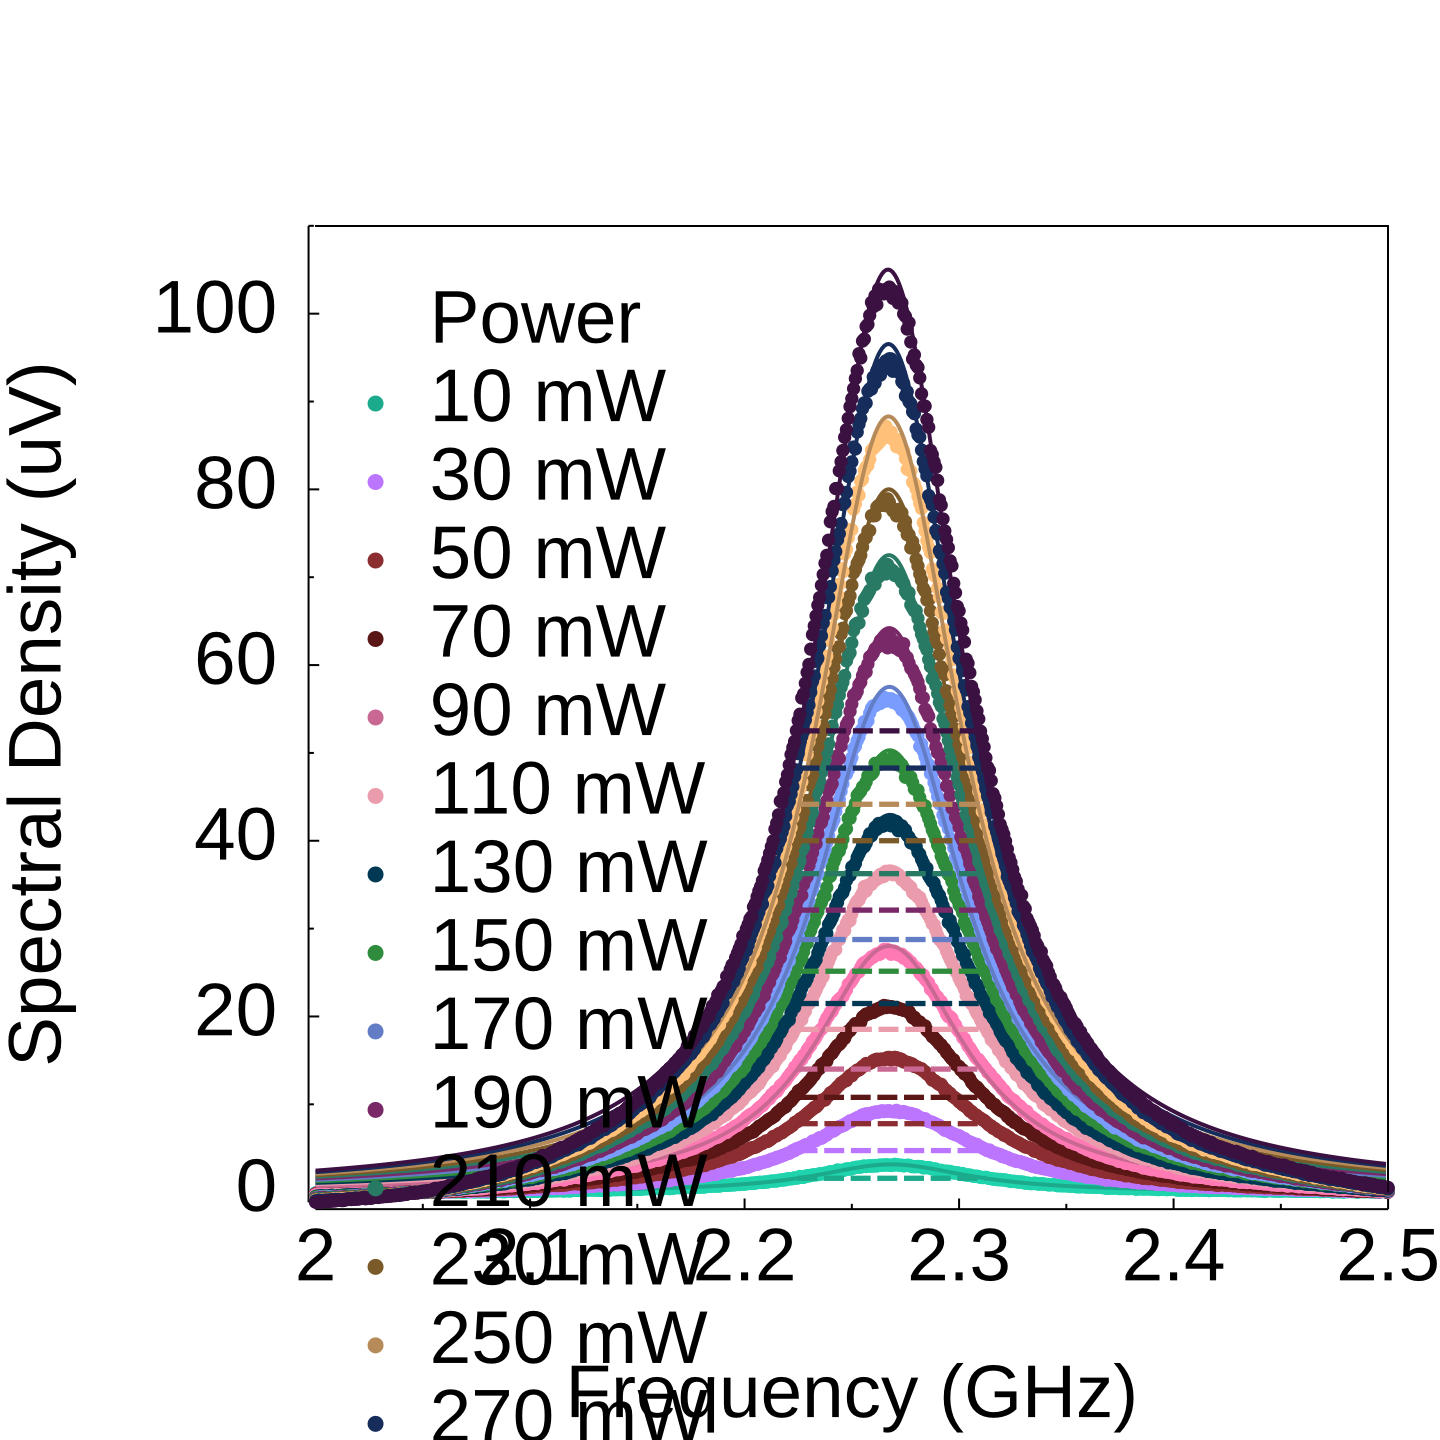 Spectral Density (uV)
100
80
60
40
20
0
Power
10 mW
30 mW
50 mW
70 mW
90 mW
110 mW
130 mW
150 mW
170 mW
190 mW
210 mW
230 mW
250 mW
270 mW
2
2.1
2.2
2.3
2.4
2.5
Frequency (GHz)